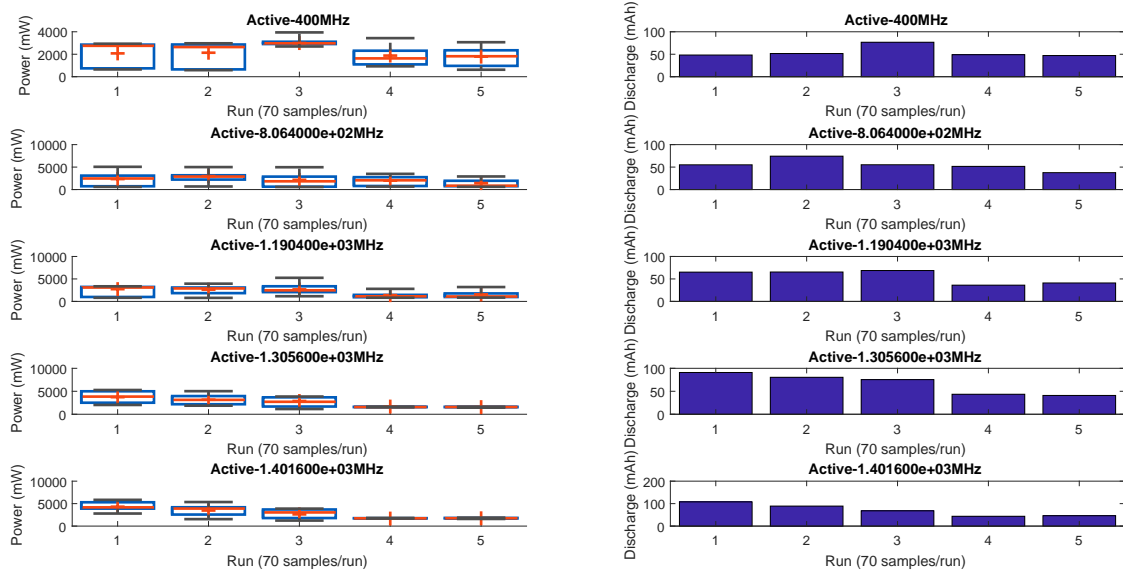 Active-400MHz
Power (mW)
4000
2000
0
1 2 3 4 5
Run (70 samples/run)
Active-8.064000e+02MHz
Power (mW)
10000
5000
0
1 2 3 4 5
Run (70 samples/run)
Active-1.190400e+03MHz
Power (mW)
10000
5000
0
1 2 3 4 5
Run (70 samples/run)
Active-1.305600e+03MHz
Power (mW)
10000
5000
0
1 2 3 4 5
Run (70 samples/run)
Active-1.401600e+03MHz
Power (mW)
10000
5000
0
1 2 3 4 5
Run (70 samples/run)
Active-400MHz
Discharge (mAh)
100
50
0
1 2 3 4 5
Run (70 samples/run)
Active-8.064000e+02MHz
Discharge (mAh)
100
50
0
1 2 3 4 5
Run (70 samples/run)
Active-1.190400e+03MHz
Discharge (mAh)
100
50
0
1 2 3 4 5
Run (70 samples/run)
Active-1.305600e+03MHz
Discharge (mAh)
100
50
0
1 2 3 4 5
Run (70 samples/run)
Active-1.401600e+03MHz
Discharge (mAh)
200
100
0
1 2 3 4 5
Run (70 samples/run)